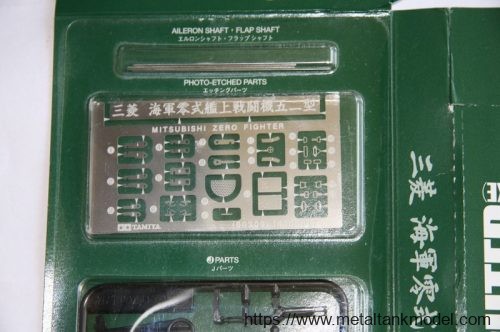 AILERON SHAFT・FLAP SHAFT
エルロンシャフト・フラップシャフト
PHOTO-ETCHED PARTS
エッチングパーツ
三菱 海軍零式艦上戦闘機五二型
MITSUBISHI ZERO FIGHTER
TAMIYA
J PARTS
Jパーツ
三菱 海軍零
https://www.metaltankmodel.com